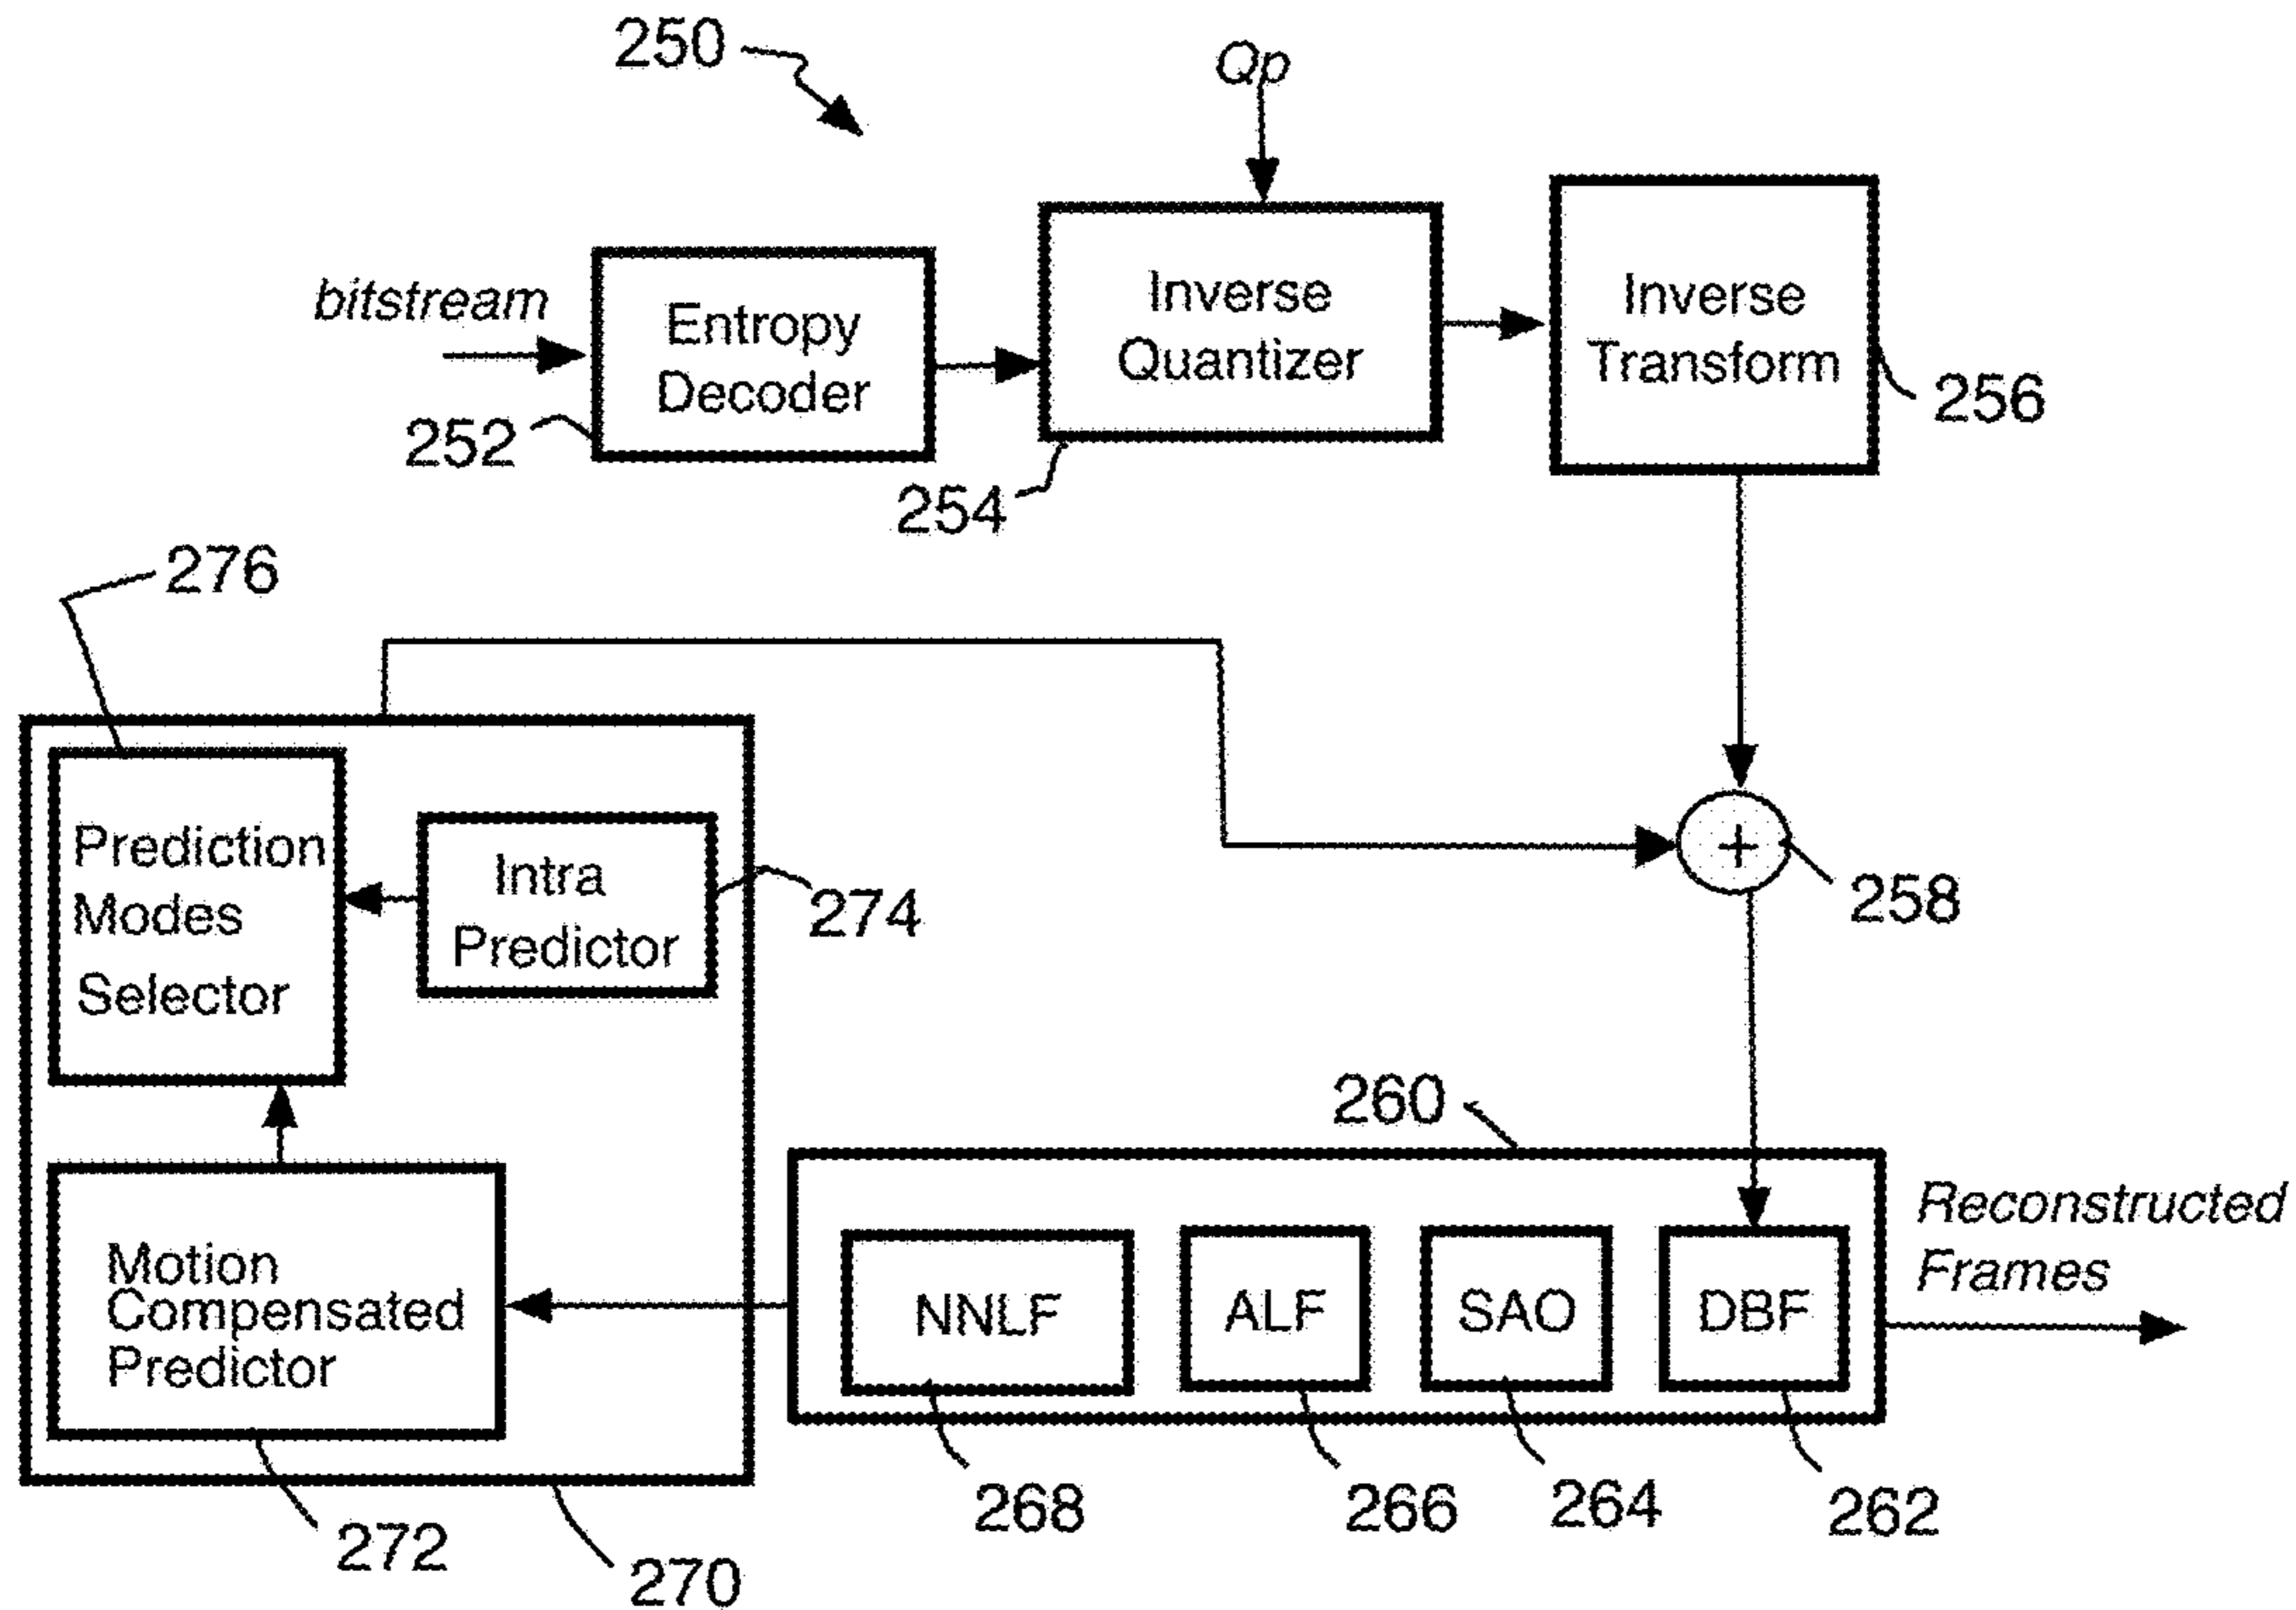 250
Qp
bitstream
Entropy
Decoder
252
Inverse
Quantizer
254
Inverse
Transform
256
276
Prediction
Modes
Selector
Intra
Predictor
274
+
258
260
Motion
Compensated
Predictor
NNLF
ALF
SAO
DBF
Reconstructed
Frames
268
266
264
262
272
270